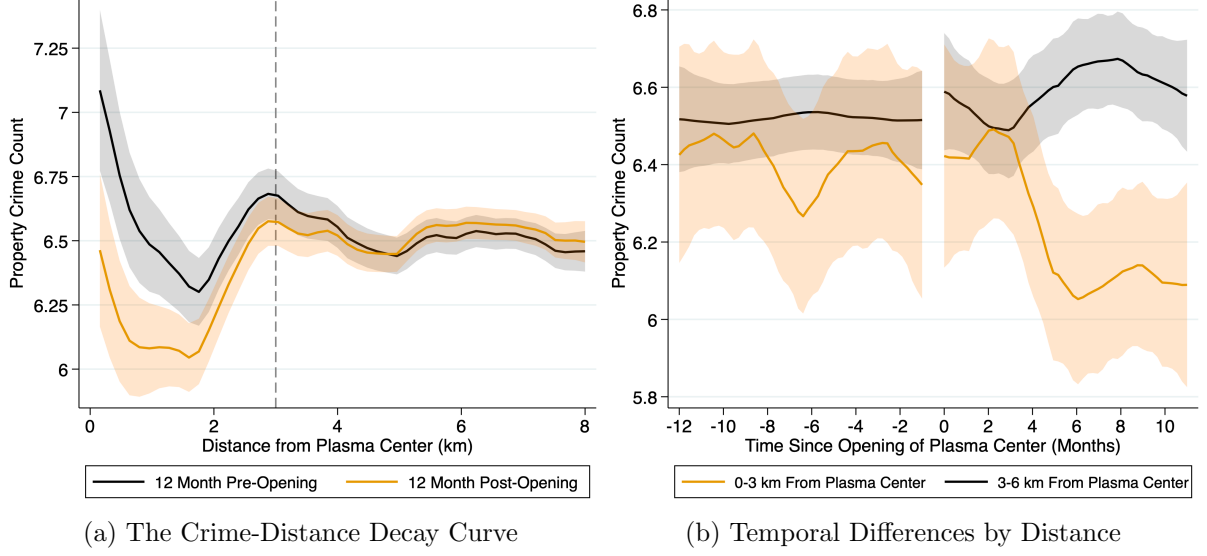 Property Crime Count
7.25
7
6.75
6.5
6.25
6
0 2 4 6 8
Distance from Plasma Center (km)
12 Month Pre-Opening 12 Month Post-Opening
(a) The Crime-Distance Decay Curve
Property Crime Count
6.8
6.6
6.4
6.2
6
5.8
-12 -10 -8 -6 -4 -2 0 2 4 6 8 10
Time Since Opening of Plasma Center (Months)
0-3 km From Plasma Center 3-6 km From Plasma Center
(b) Temporal Differences by Distance